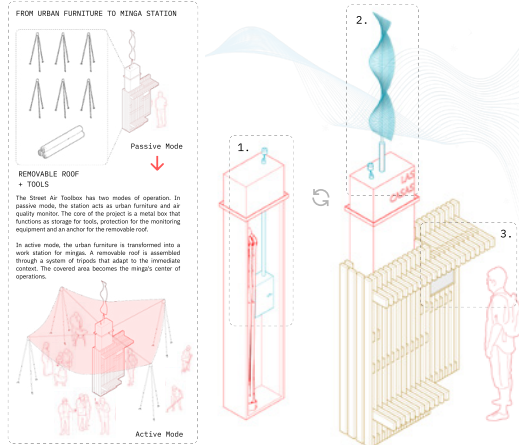 FROM URBAN FURNITURE TO MINGA STATION
Passive Mode
REMOVABLE ROOF
+ TOOLS
The Street Air Toolbox has two modes of operation. In
passive mode, the station acts as urban furniture and air
quality monitor. The core of the project is a metal box that
functions as storage for tools, protection for the monitoring
equipment and an anchor for the removable roof.
In active mode, the urban furniture is transformed into a
work station for mingas. A removable roof is assembled
through a system of tripods that adapt to the immediate
context. The covered area becomes the minga's center of
operations.
Active Mode
1.
2.
LAS
CASAS
3.